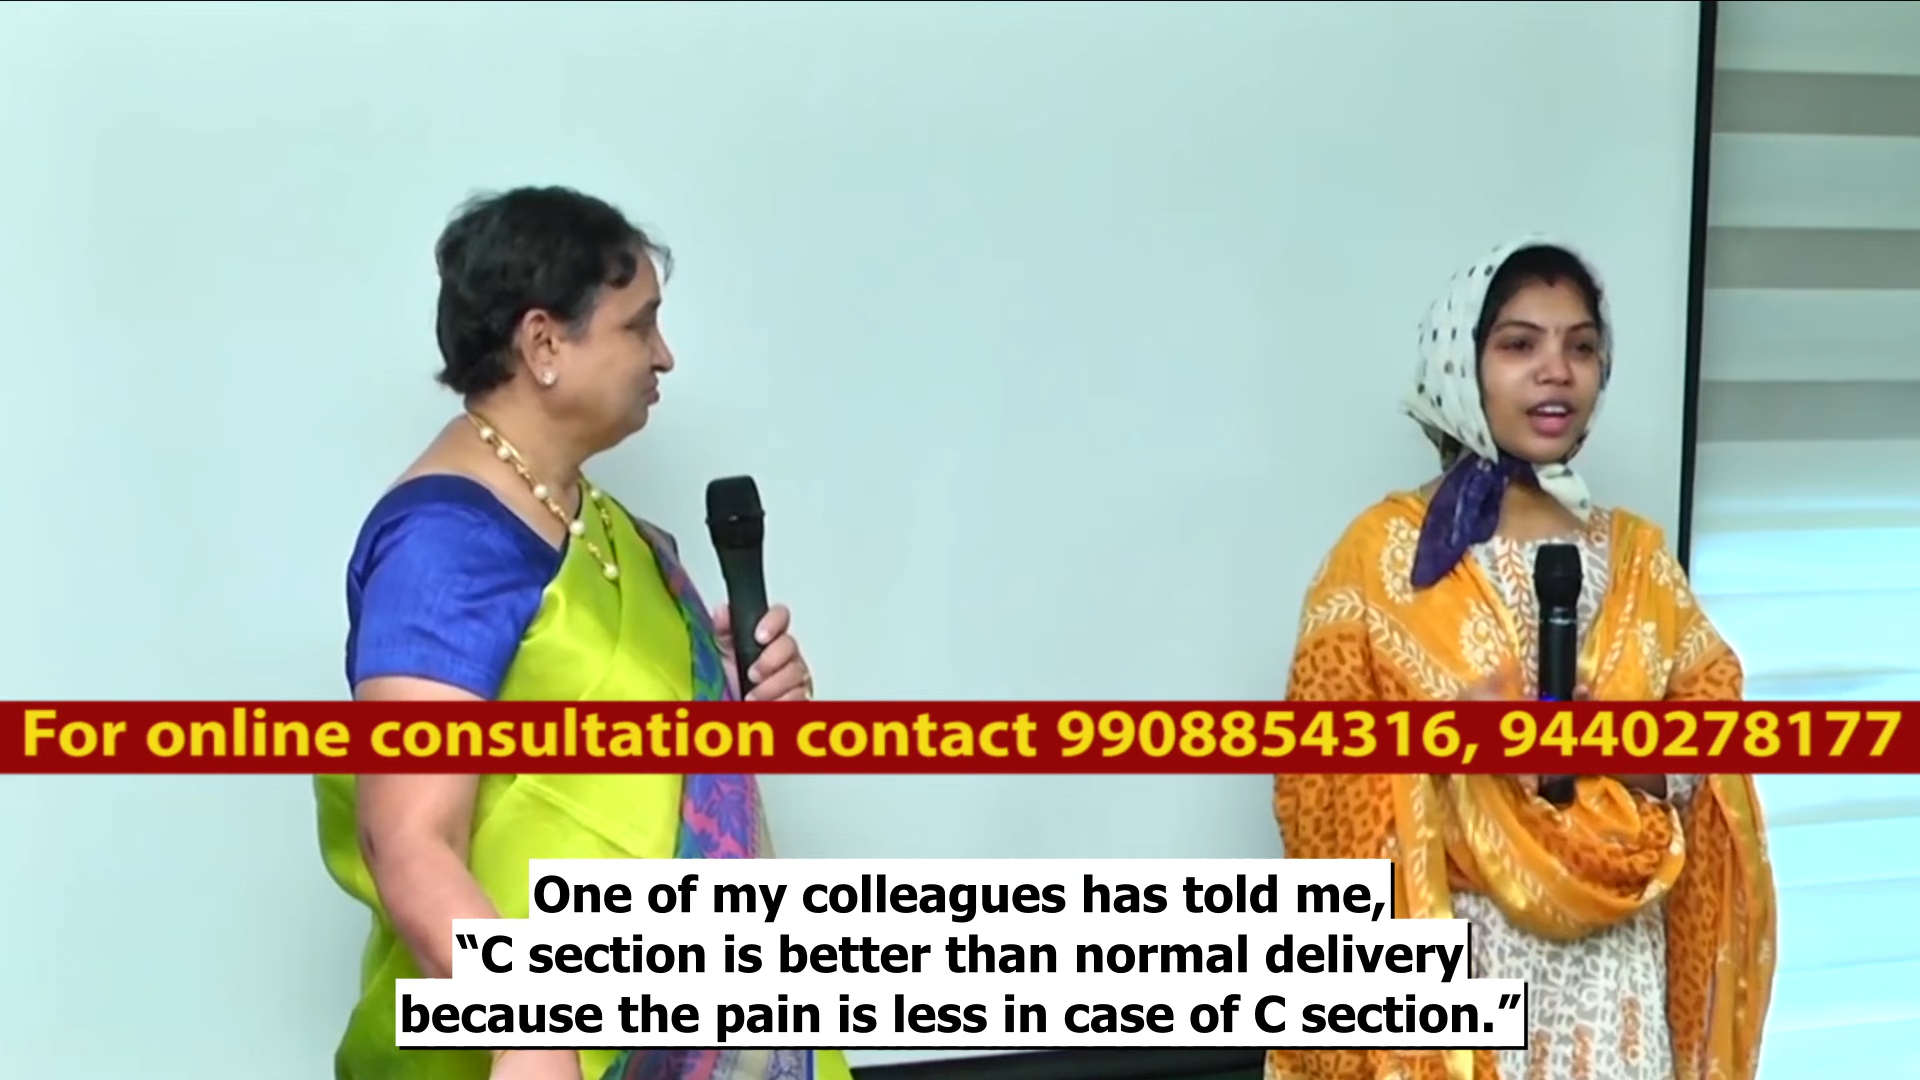 For online consultation contact 9908854316, 9440278177
One of my colleagues has told me,
“C section is better than normal delivery
because the pain is less in case of C section.”